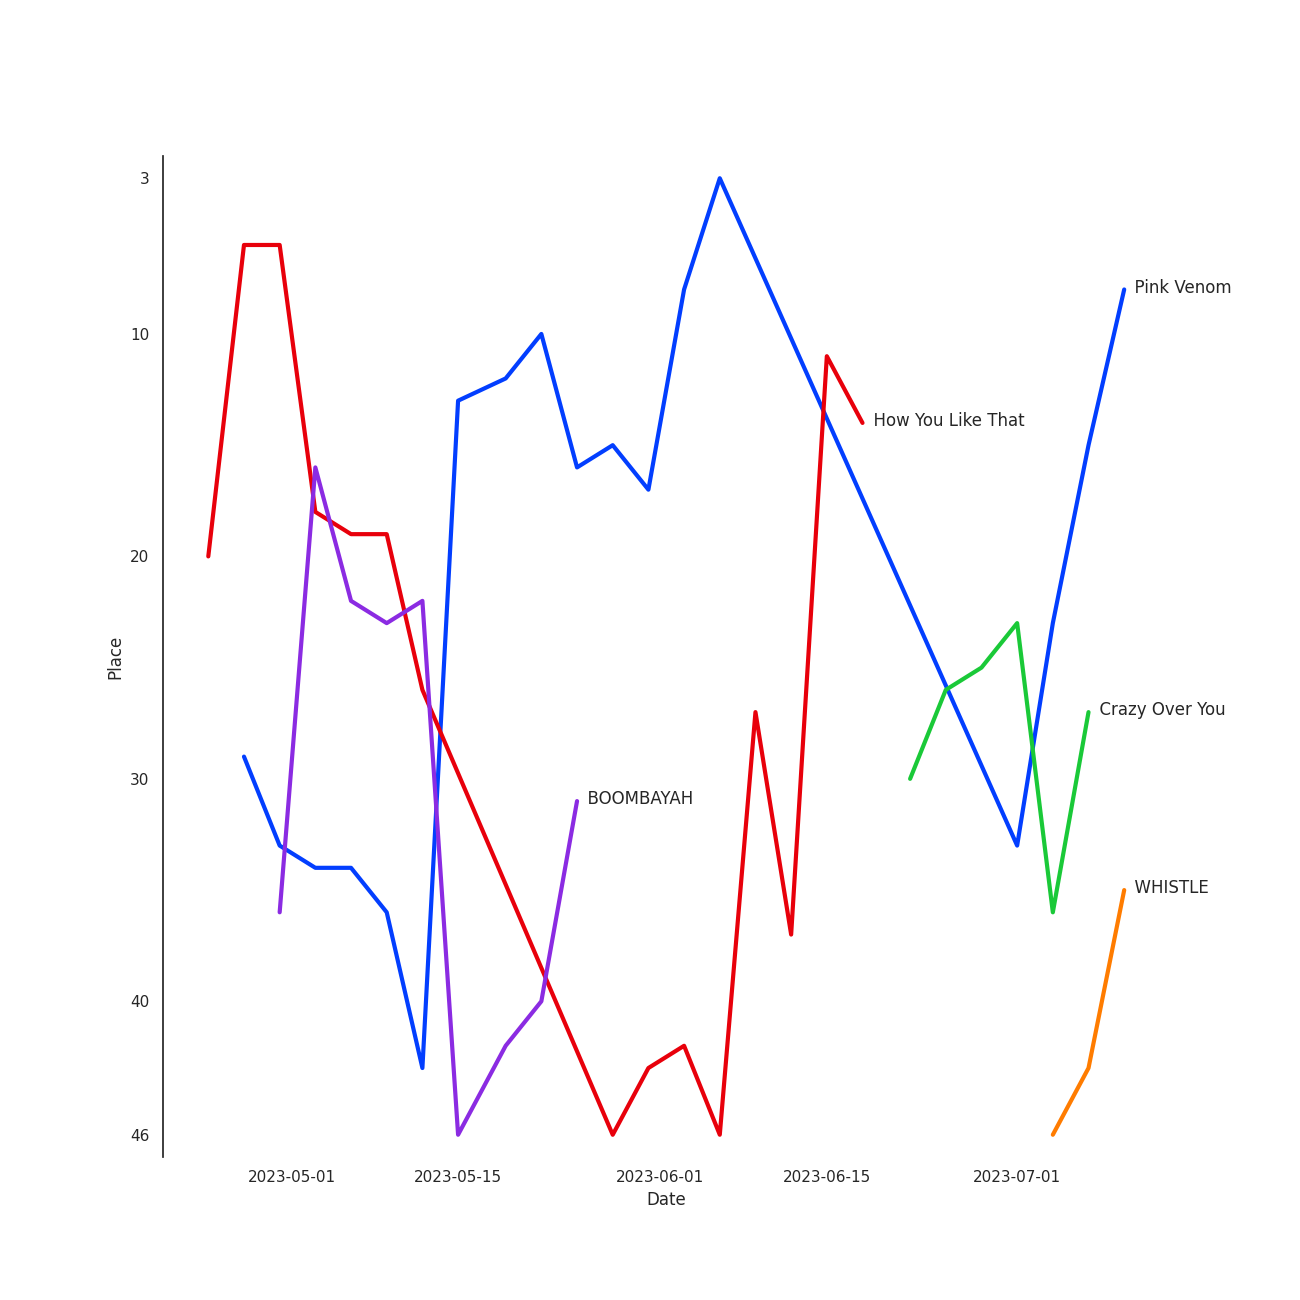 3
Pink Venom
10
How You Like That
20
Place
Crazy Over You
30
BOOMBAYAH
WHISTLE
40
46
2023-05-01 2023-05-15 2023-06-01 2023-06-15 2023-07-01
Date